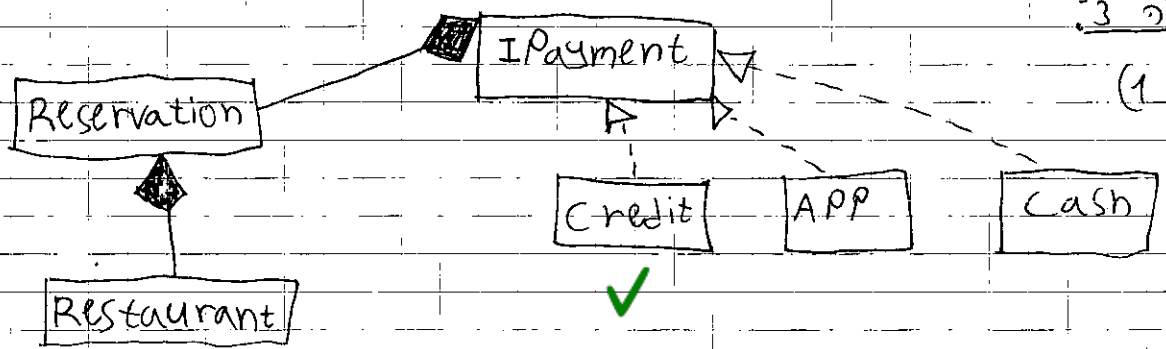 .3
(1
IPayment
Reservation
Credit
APP
Cash
Restaurant